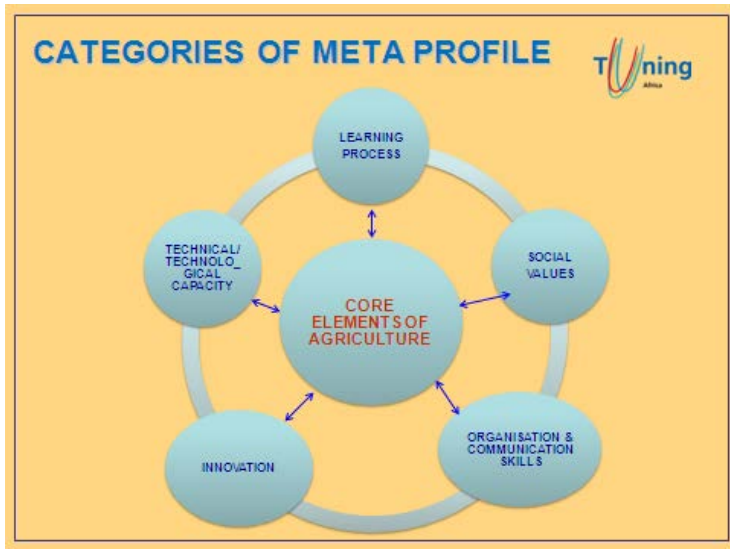 CATEGORIES OF META PROFILE
TUning
Africa
LEARNING
PROCESS
TECHNICAL/
TECHNOLO_
GICAL
CAPACITY
SOCIAL
VALUES
CORE
ELEMENTS OF
AGRICULTURE
INNOVATION
ORGANISATION &
COMMUNICATION
SKILLS